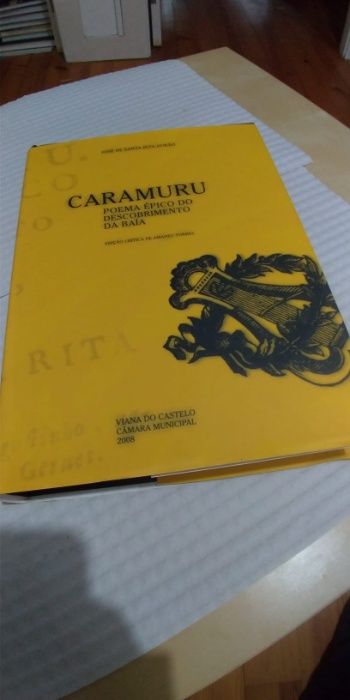 JOSÉ DE SANTA RITA DURÃO
CARAMURU
POEMA ÉPICO DO
DESCOBRIMENTO
DA BAÍA
EDIÇÃO CRÍTICA DE AMADEU TORRES
RITA
VIANA DO CASTELO
CÂMARA MUNICIPAL
2008